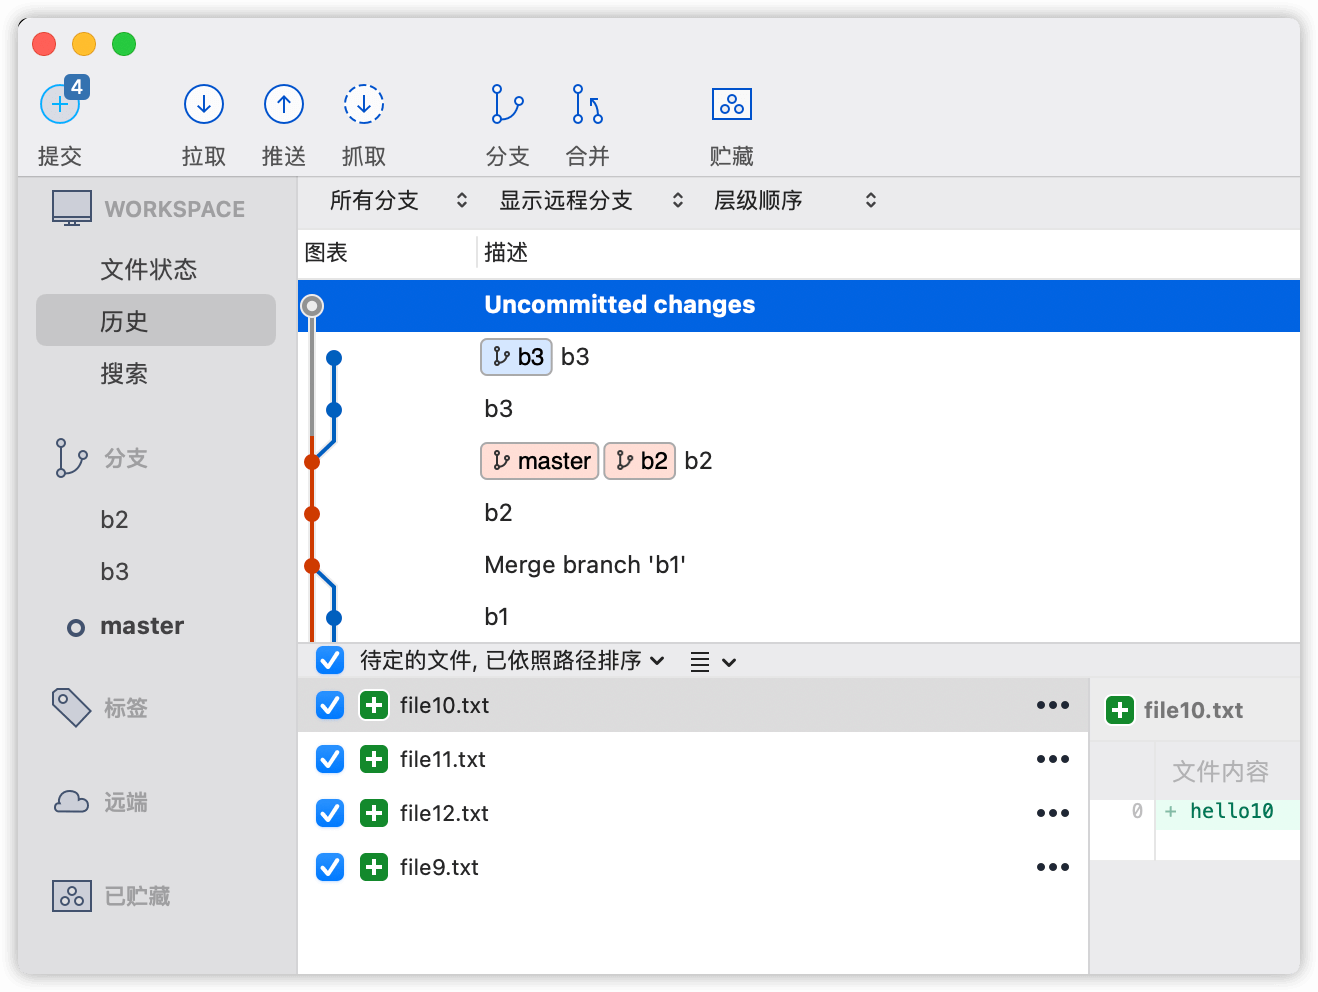 4
提交
拉取
推送
抓取
分支
合并
贮藏
WORKSPACE
文件状态
历史
搜索
分支
b2
b3
master
标签
远端
已贮藏
所有分支
显示远程分支
层级顺序
图表
描述
Uncommitted changes
b3 b3
b3
master b2 b2
b2
Merge branch 'b1'
b1
待定的文件, 已依照路径排序
file10.txt
file11.txt
file12.txt
file9.txt
file10.txt
文件内容
0 + hello10